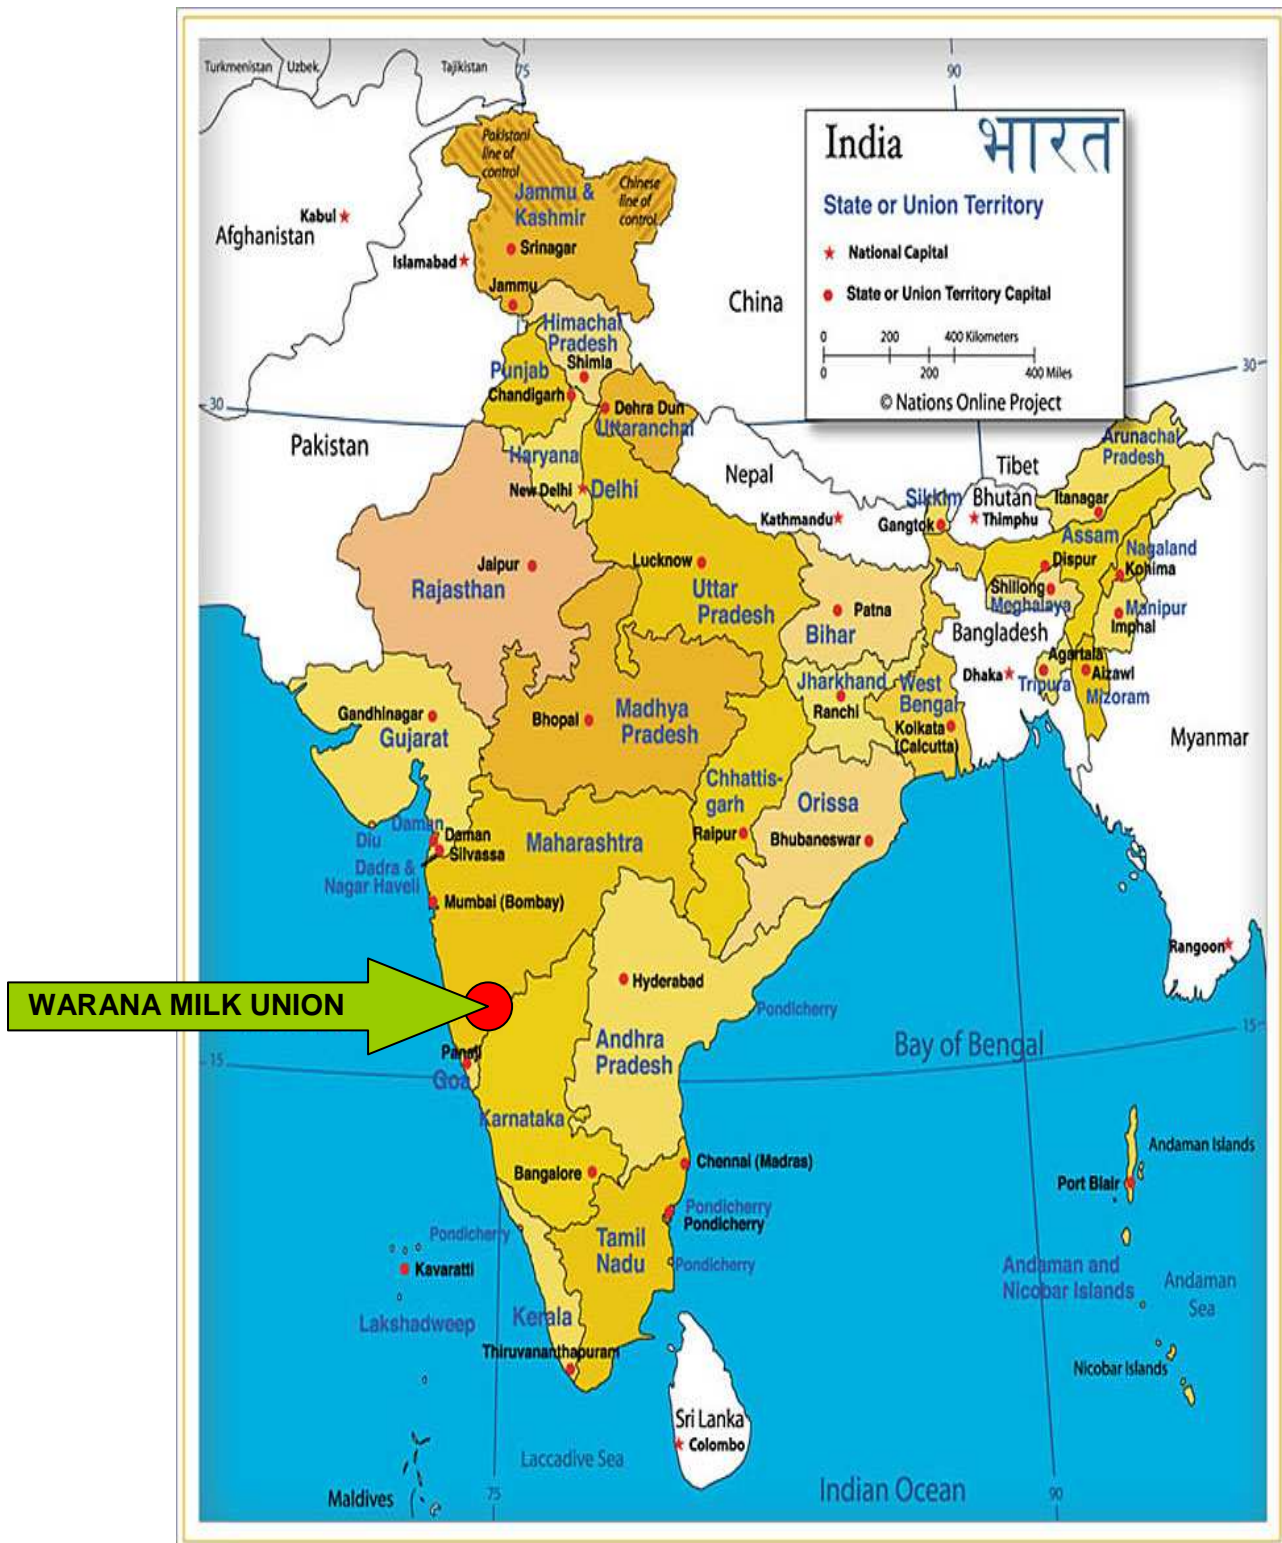 Turkmenistan
Uzbek.
Tajikistan
75
90
India
भारत
State or Union Territory
National Capital
State or Union Territory Capital
0
200
400 Kilometers
0
200
400 Miles
© Nations Online Project
Pakistani
line of
control
Chinese
line of
control
Jammu &
Kashmir
Kabul
Afghanistan
Islamabad
Srinagar
Jammu
China
Himachal
Pradesh
Shimla
Punjab
Chandigarh
30
30
Dehra Dun
Uttaranchal
Pakistan
Haryana
New Delhi
Delhi
Nepal
Tibet
Arunachal
Pradesh
Kathmandu
Sikkim
Gangtok
Bhutan
Thimphu
Itanagar
Assam
Dispur
Nagaland
Kohima
Jaipur
Rajasthan
Lucknow
Uttar
Pradesh
Patna
Bihar
Shillong
Meghalaya
Manipur
Imphal
Bangladesh
Agartala
Aizawl
Dhaka
Tripura
Mizoram
Jharkhand
Ranchi
West
Bengal
Kolkata
(Calcutta)
Gandhinagar
Gujarat
Bhopal
Madhya
Pradesh
Myanmar
Chhattis-
garh
Raipur
Orissa
Bhubaneswar
Daman
Diu
Daman
Silvassa
Dadra &
Nagar Haveli
Maharashtra
Mumbai (Bombay)
Rangoon
Hyderabad
WARANA MILK UNION
Pondicherry
Andhra
Pradesh
Bay of Bengal
15
15
Panaji
Goa
Karnataka
Bangalore
Chennai (Madras)
Andaman Islands
Port Blair
Pondicherry
Pondicherry
Pondicherry
Tamil
Nadu
Pondicherry
Kavaratti
Lakshadweep
Kerala
Thiruvananthapuram
Andaman and
Nicobar Islands
Andaman
Sea
Nicobar Islands
Sri Lanka
Colombo
Laccadive Sea
Maldives
75
Indian Ocean
90